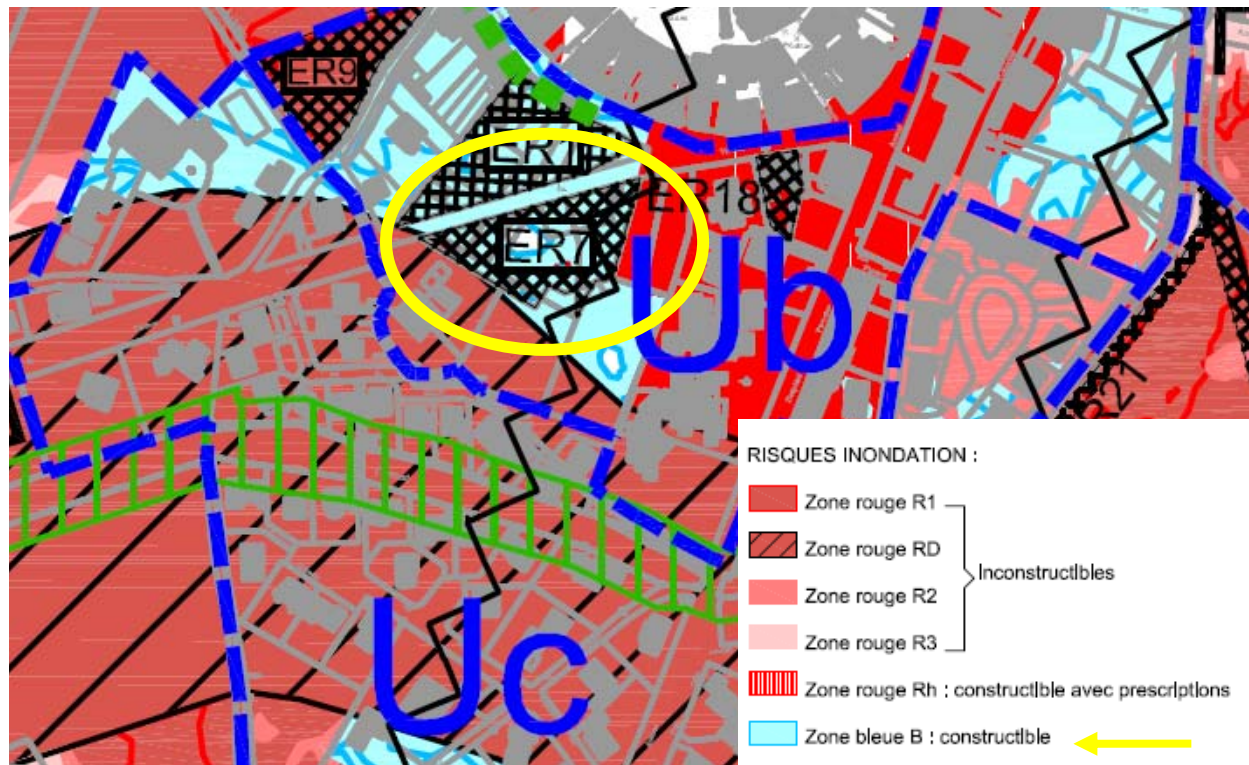 ER9
ER1
ER18
ER7
Ub
Uc
RISQUES INONDATION :
Zone rouge R1
Zone rouge RD
Inconstructibles
Zone rouge R2
Zone rouge R3
Zone rouge Rh : constructible avec prescriptions
Zone bleue B : constructible